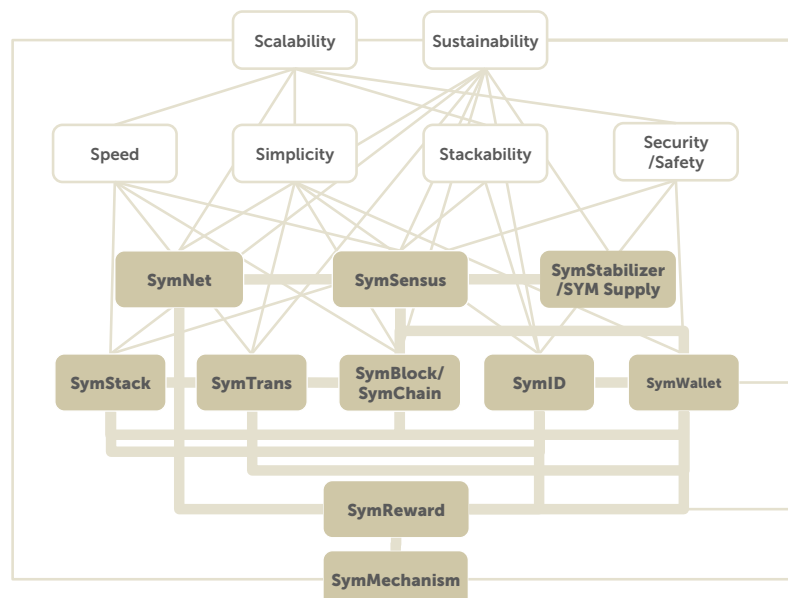 Scalability
Sustainability
Speed
Simplicity
Stackability
Security
/Safety
SymNet
SymSensus
SymStabilizer
/SYM Supply
SymStack
SymTrans
SymBlock/
SymChain
SymID
SymWallet
SymReward
SymMechanism